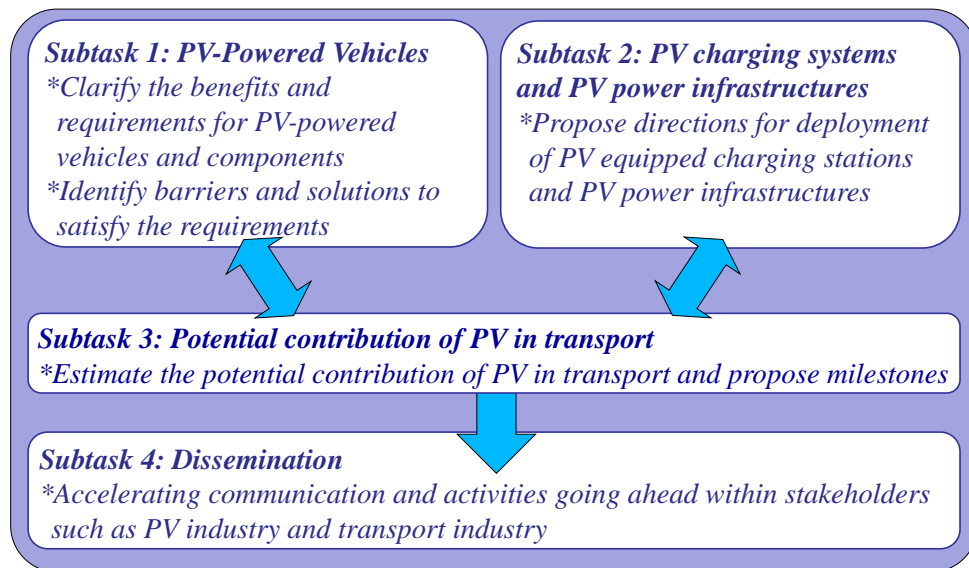 Subtask 1: PV-Powered Vehicles
*Clarify the benefits and
requirements for PV-powered
vehicles and components
*Identify barriers and solutions to
satisfy the requirements
Subtask 2: PV charging systems
and PV power infrastructures
*Propose directions for deployment
of PV equipped charging stations
and PV power infrastructures
Subtask 3: Potential contribution of PV in transport
*Estimate the potential contribution of PV in transport and propose milestones
Subtask 4: Dissemination
*Accelerating communication and activities going ahead within stakeholders
such as PV industry and transport industry